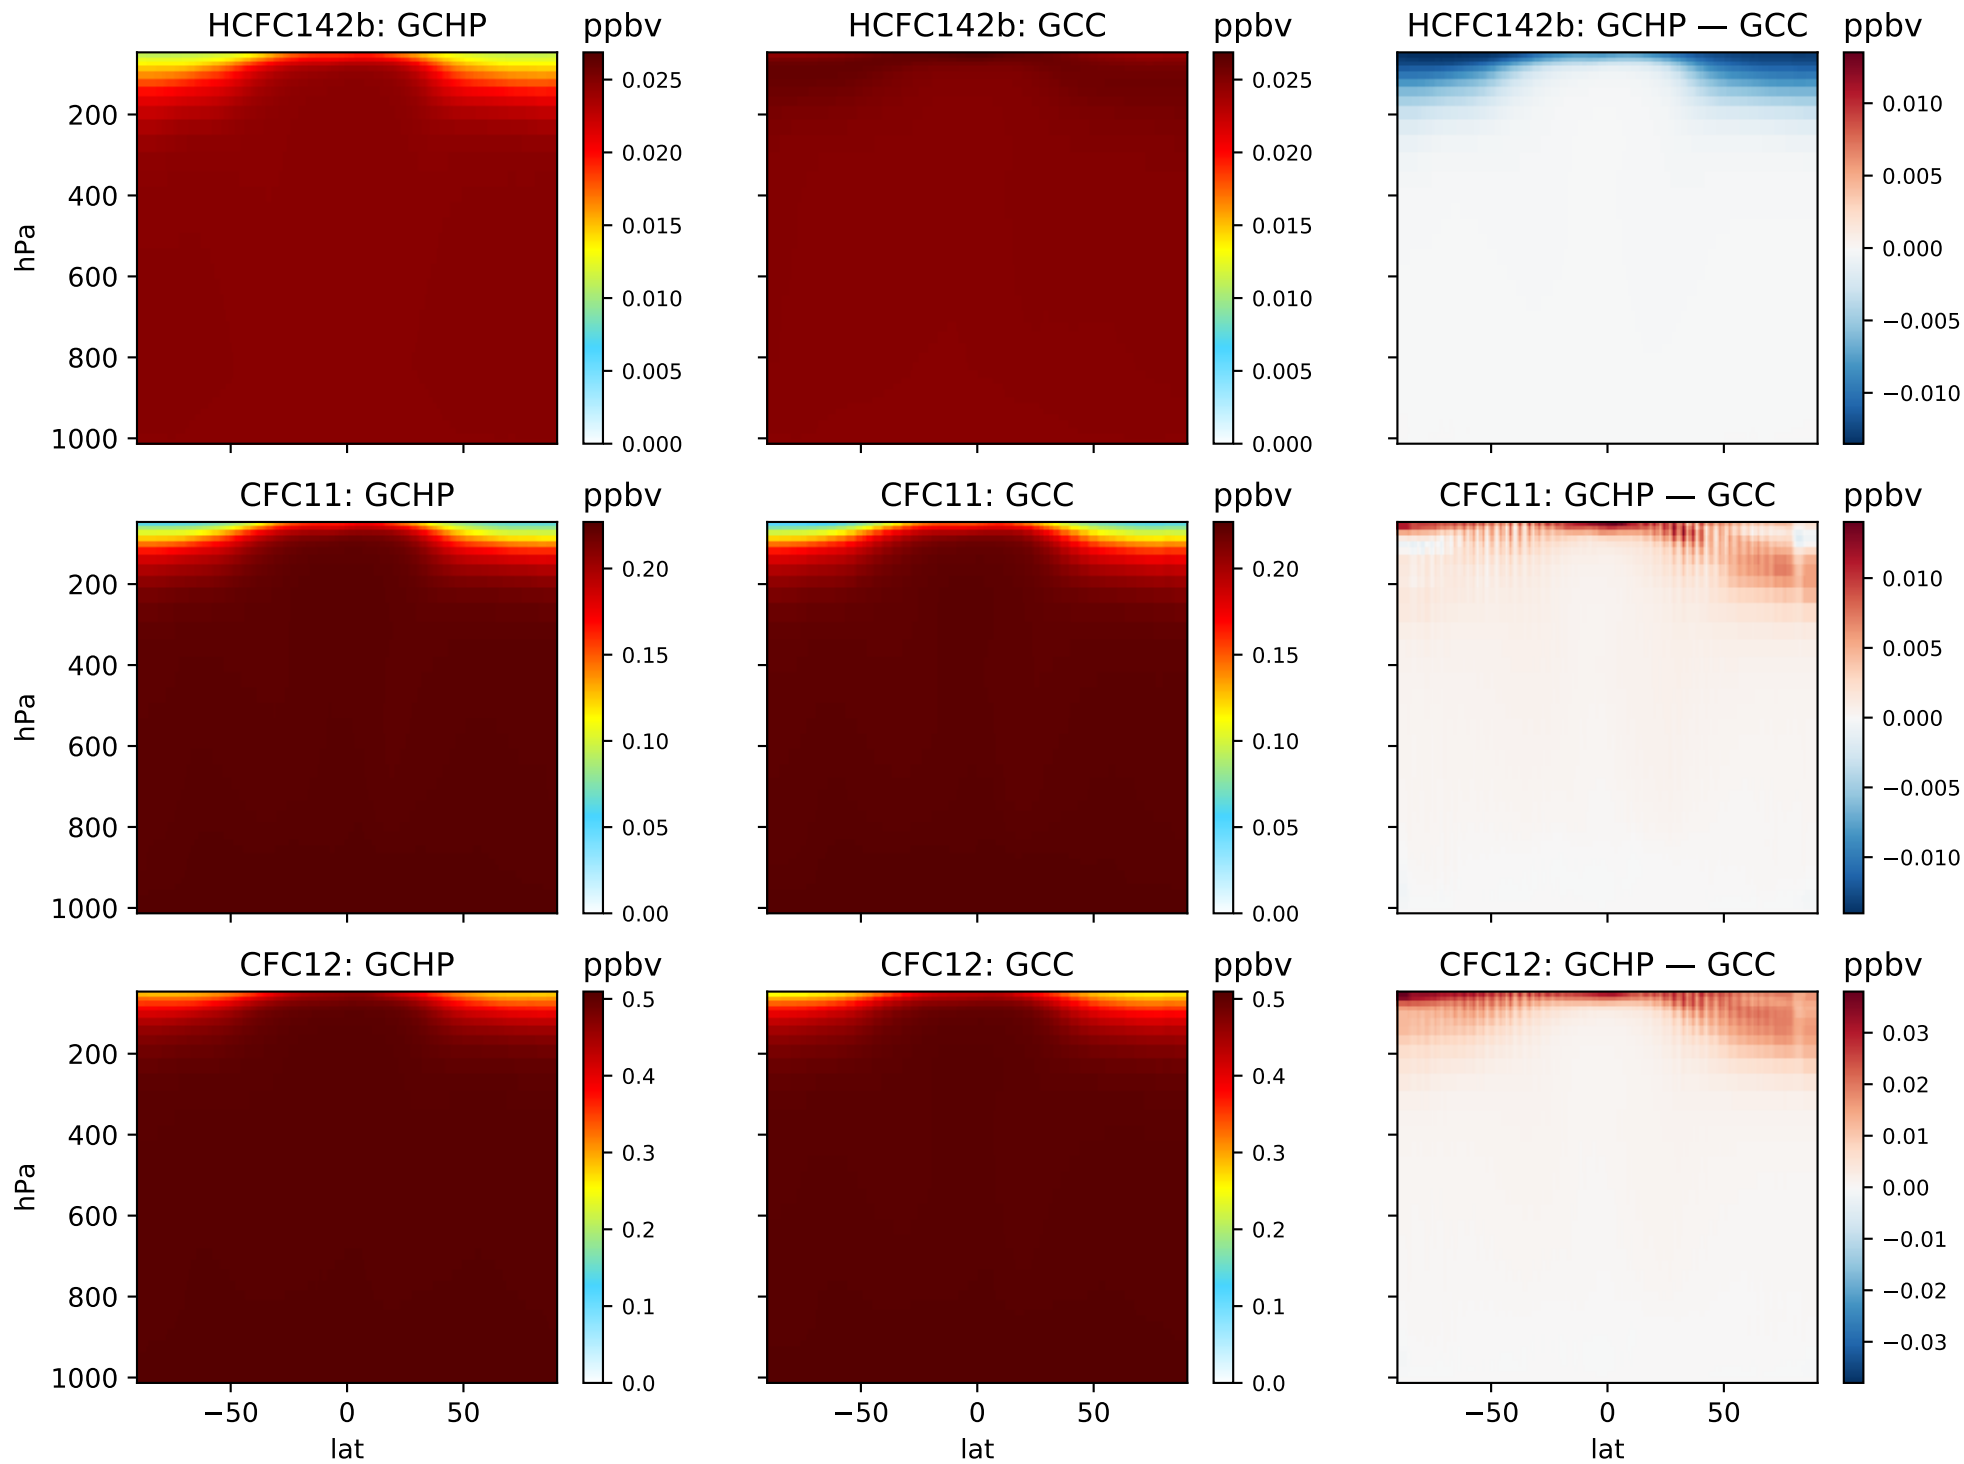 HCFC142b: GCHP
ppbv
HCFC142b: GCC
ppbv
HCFC142b: GCHP — GCC
ppbv
hPa
200
400
600
800
1000
0.025
0.020
0.015
0.010
0.005
0.000
0.025
0.020
0.015
0.010
0.005
0.000
0.010
0.005
0.000
−0.005
−0.010
CFC11: GCHP
ppbv
CFC11: GCC
ppbv
CFC11: GCHP — GCC
ppbv
hPa
200
400
600
800
1000
0.20
0.15
0.10
0.05
0.00
0.20
0.15
0.10
0.05
0.00
0.010
0.005
0.000
−0.005
−0.010
CFC12: GCHP
ppbv
CFC12: GCC
ppbv
CFC12: GCHP — GCC
ppbv
hPa
200
400
600
800
1000
0.5
0.4
0.3
0.2
0.1
0.0
0.5
0.4
0.3
0.2
0.1
0.0
0.03
0.02
0.01
0.00
−0.01
−0.02
−0.03
−50 0 50
−50 0 50
−50 0 50
lat
lat
lat